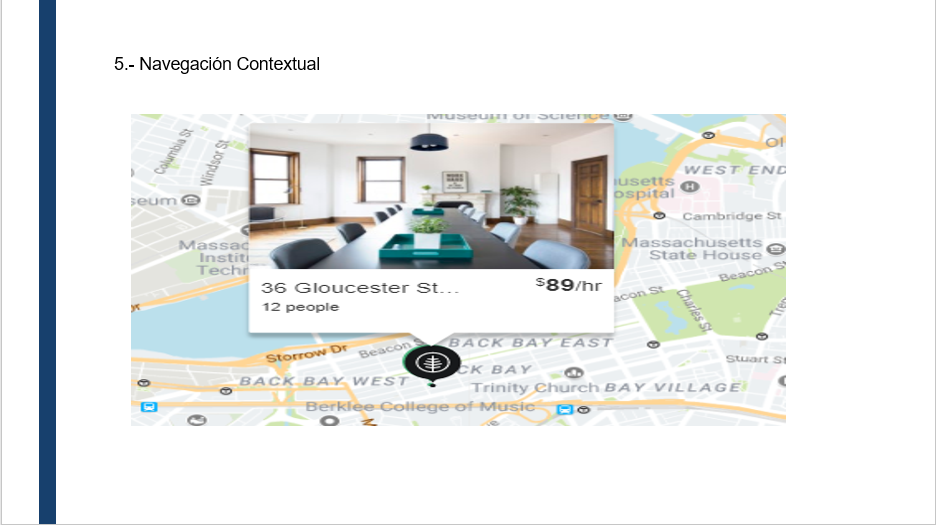 5.- Navegación Contextual
Museum of Science
Columbia St
Windsor St
WEST END
usetts
ospital
seum
Cambridge St
Massac
Institu
Techn
Massachusetts
State House
Beacon St
36 Gloucester St...
$89/hr
12 people
acon St
Charles St
Storrow Dr
Beacon S
BACK BAY EAST
CK BAY
Stuart St
BACK BAY WEST
Trinity Church
BAY VILLAGE
Berklee College of Music